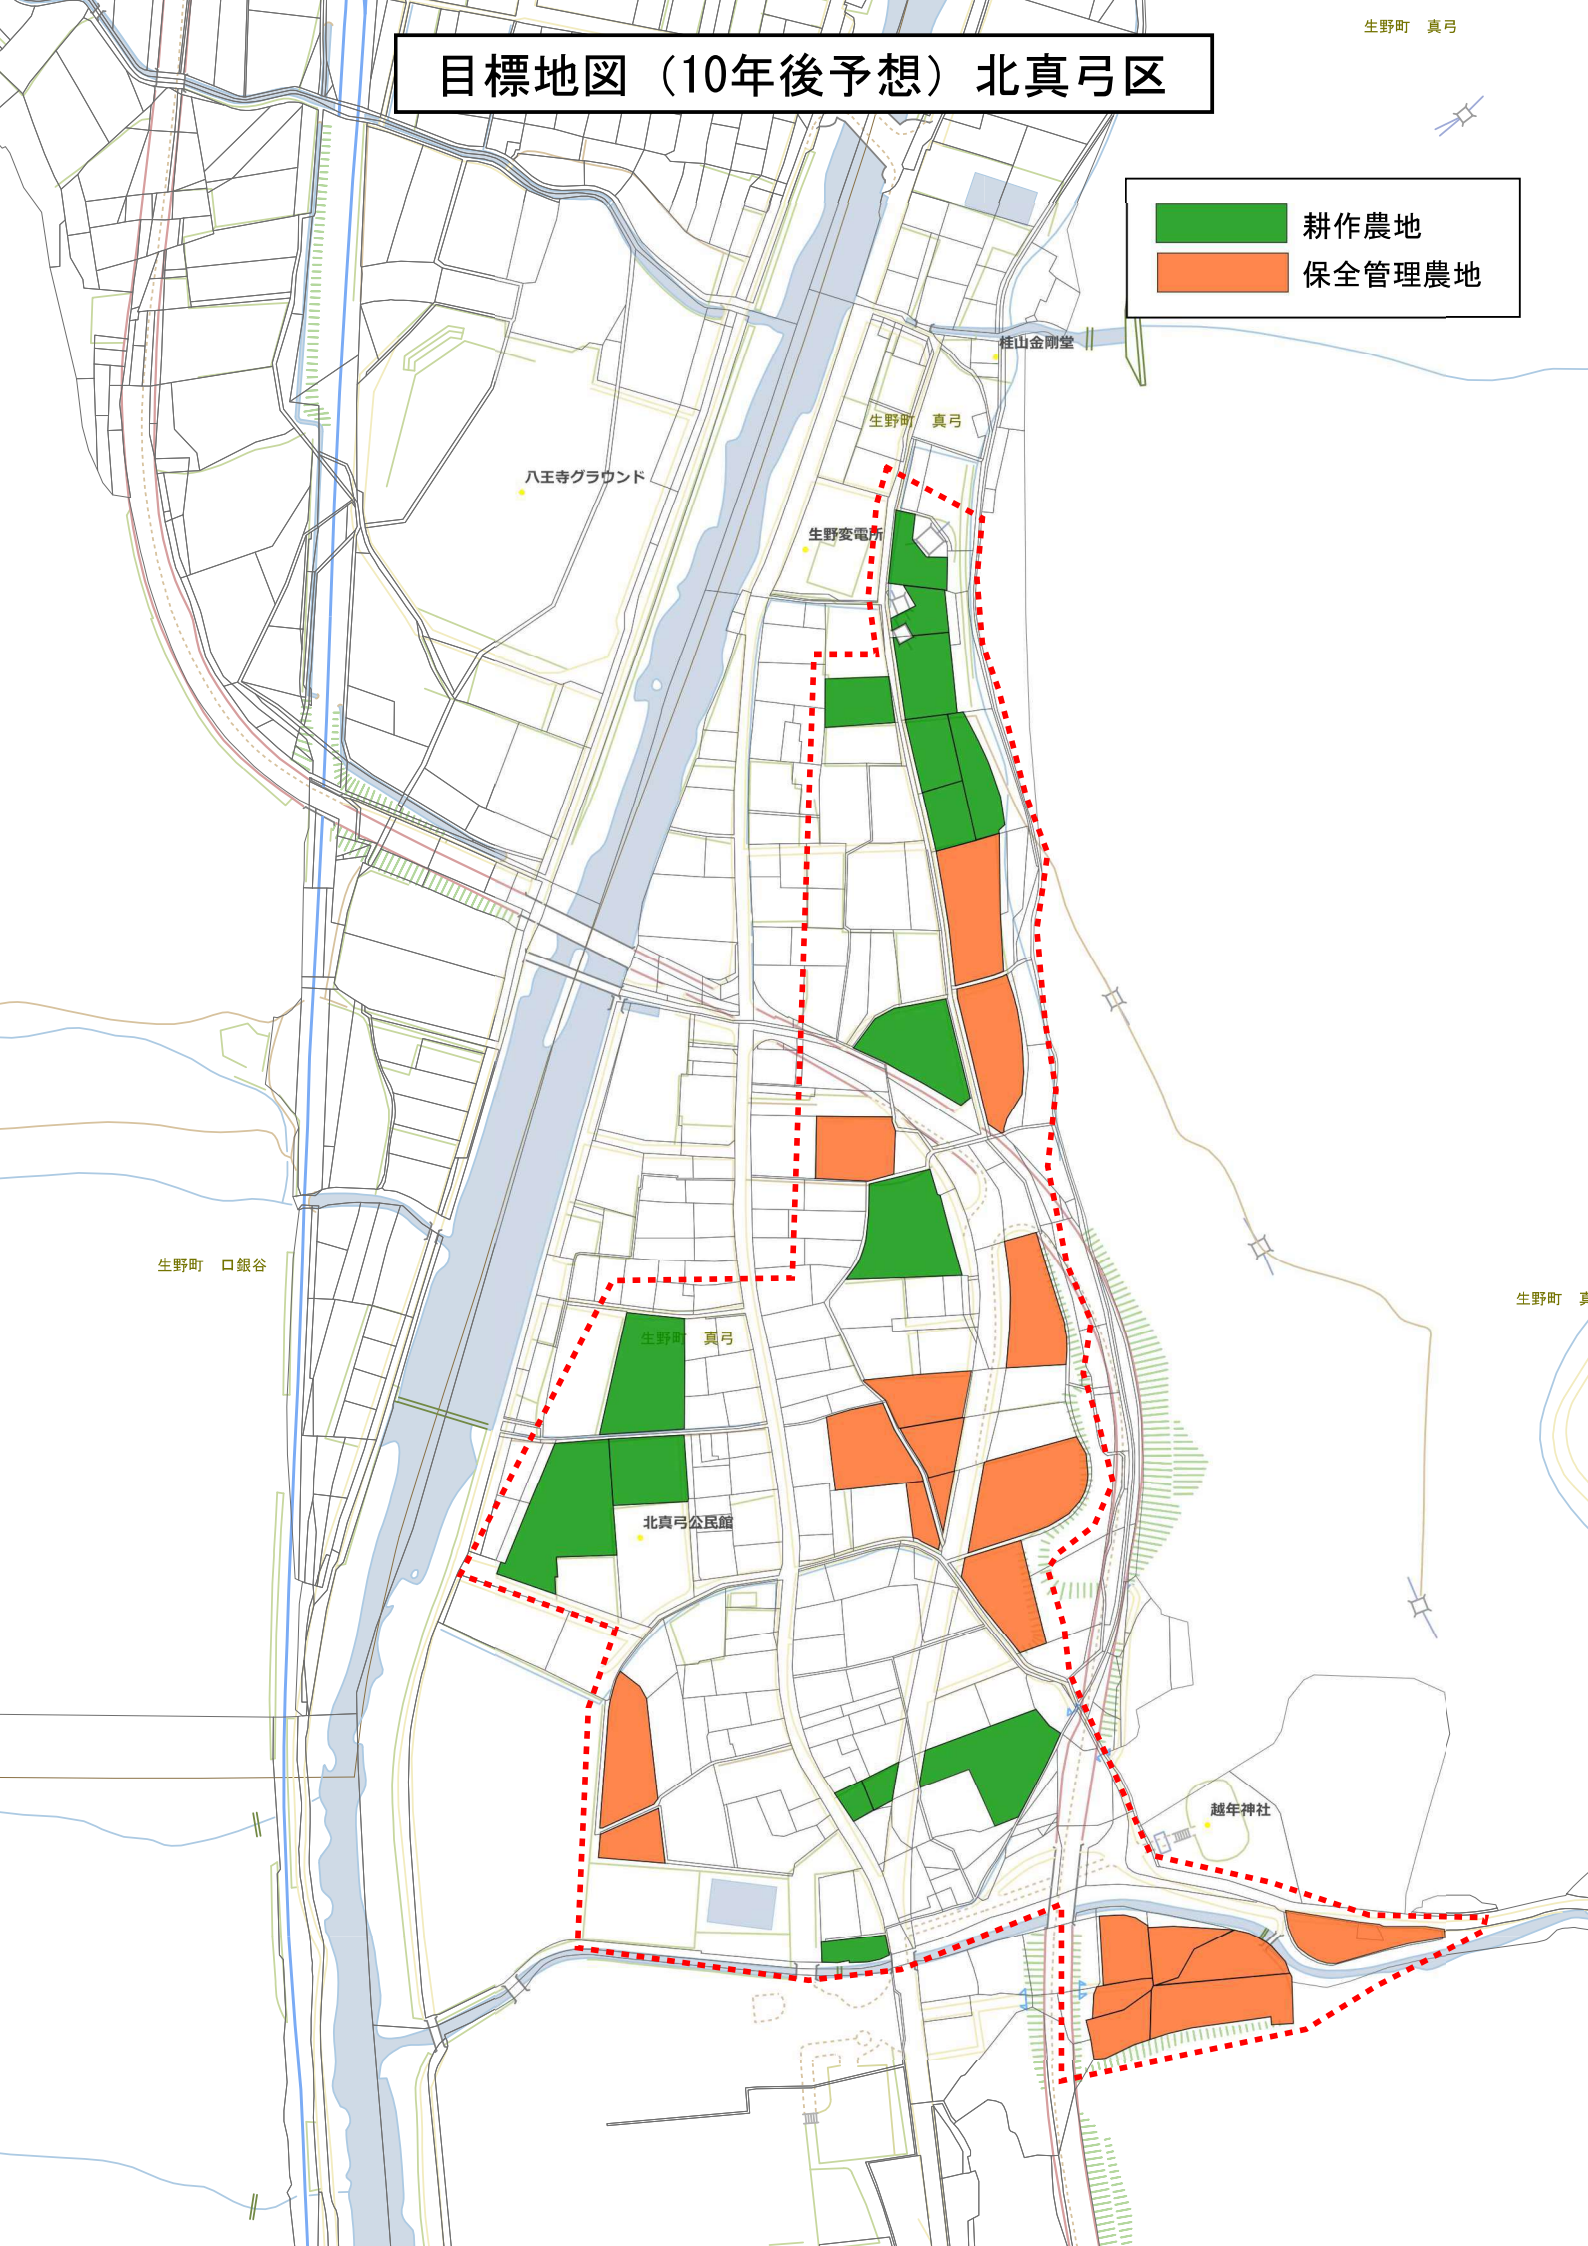 生野町　真弓
目標地図（10年後予想）北真弓区
耕作農地
保全管理農地
桂山金剛堂
生野町　真弓
八王寺グラウンド
生野変電所
生野町　口銀谷
生野町　真
生野町　真弓
北真弓公民館
越年神社